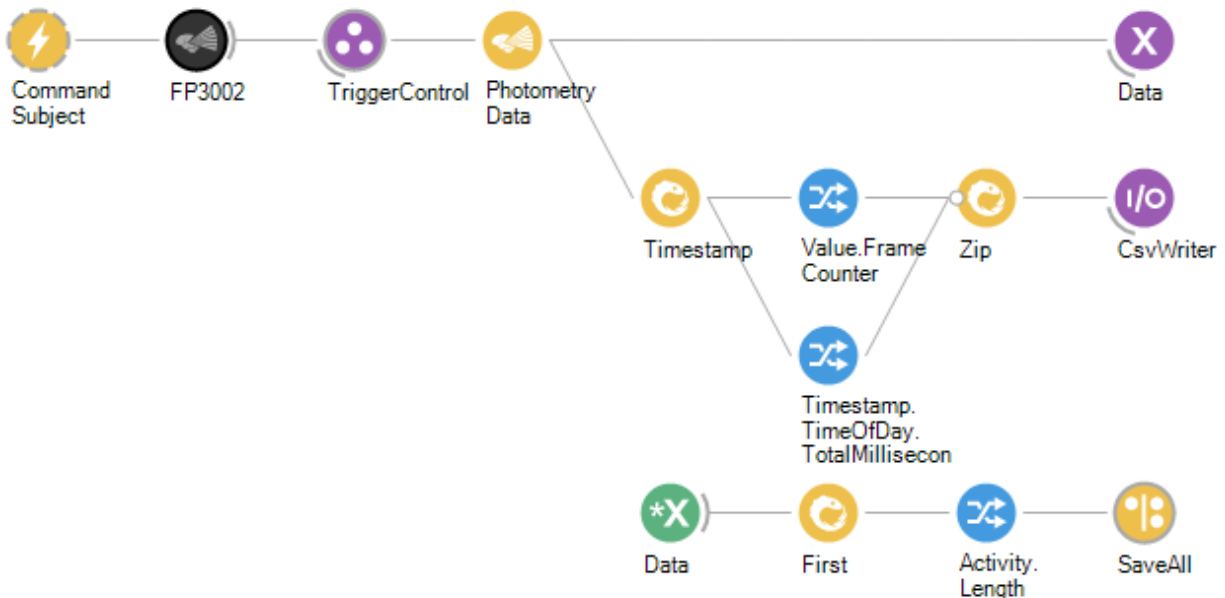 Command
Subject
FP3002
TriggerControl
Photometry
Data
X
Data
Timestamp
Value.Frame
Counter
Zip
I/O
CsvWriter
Timestamp.
TimeOfDay.
TotalMillisecon
*X
Data
First
Activity.
Length
SaveAll